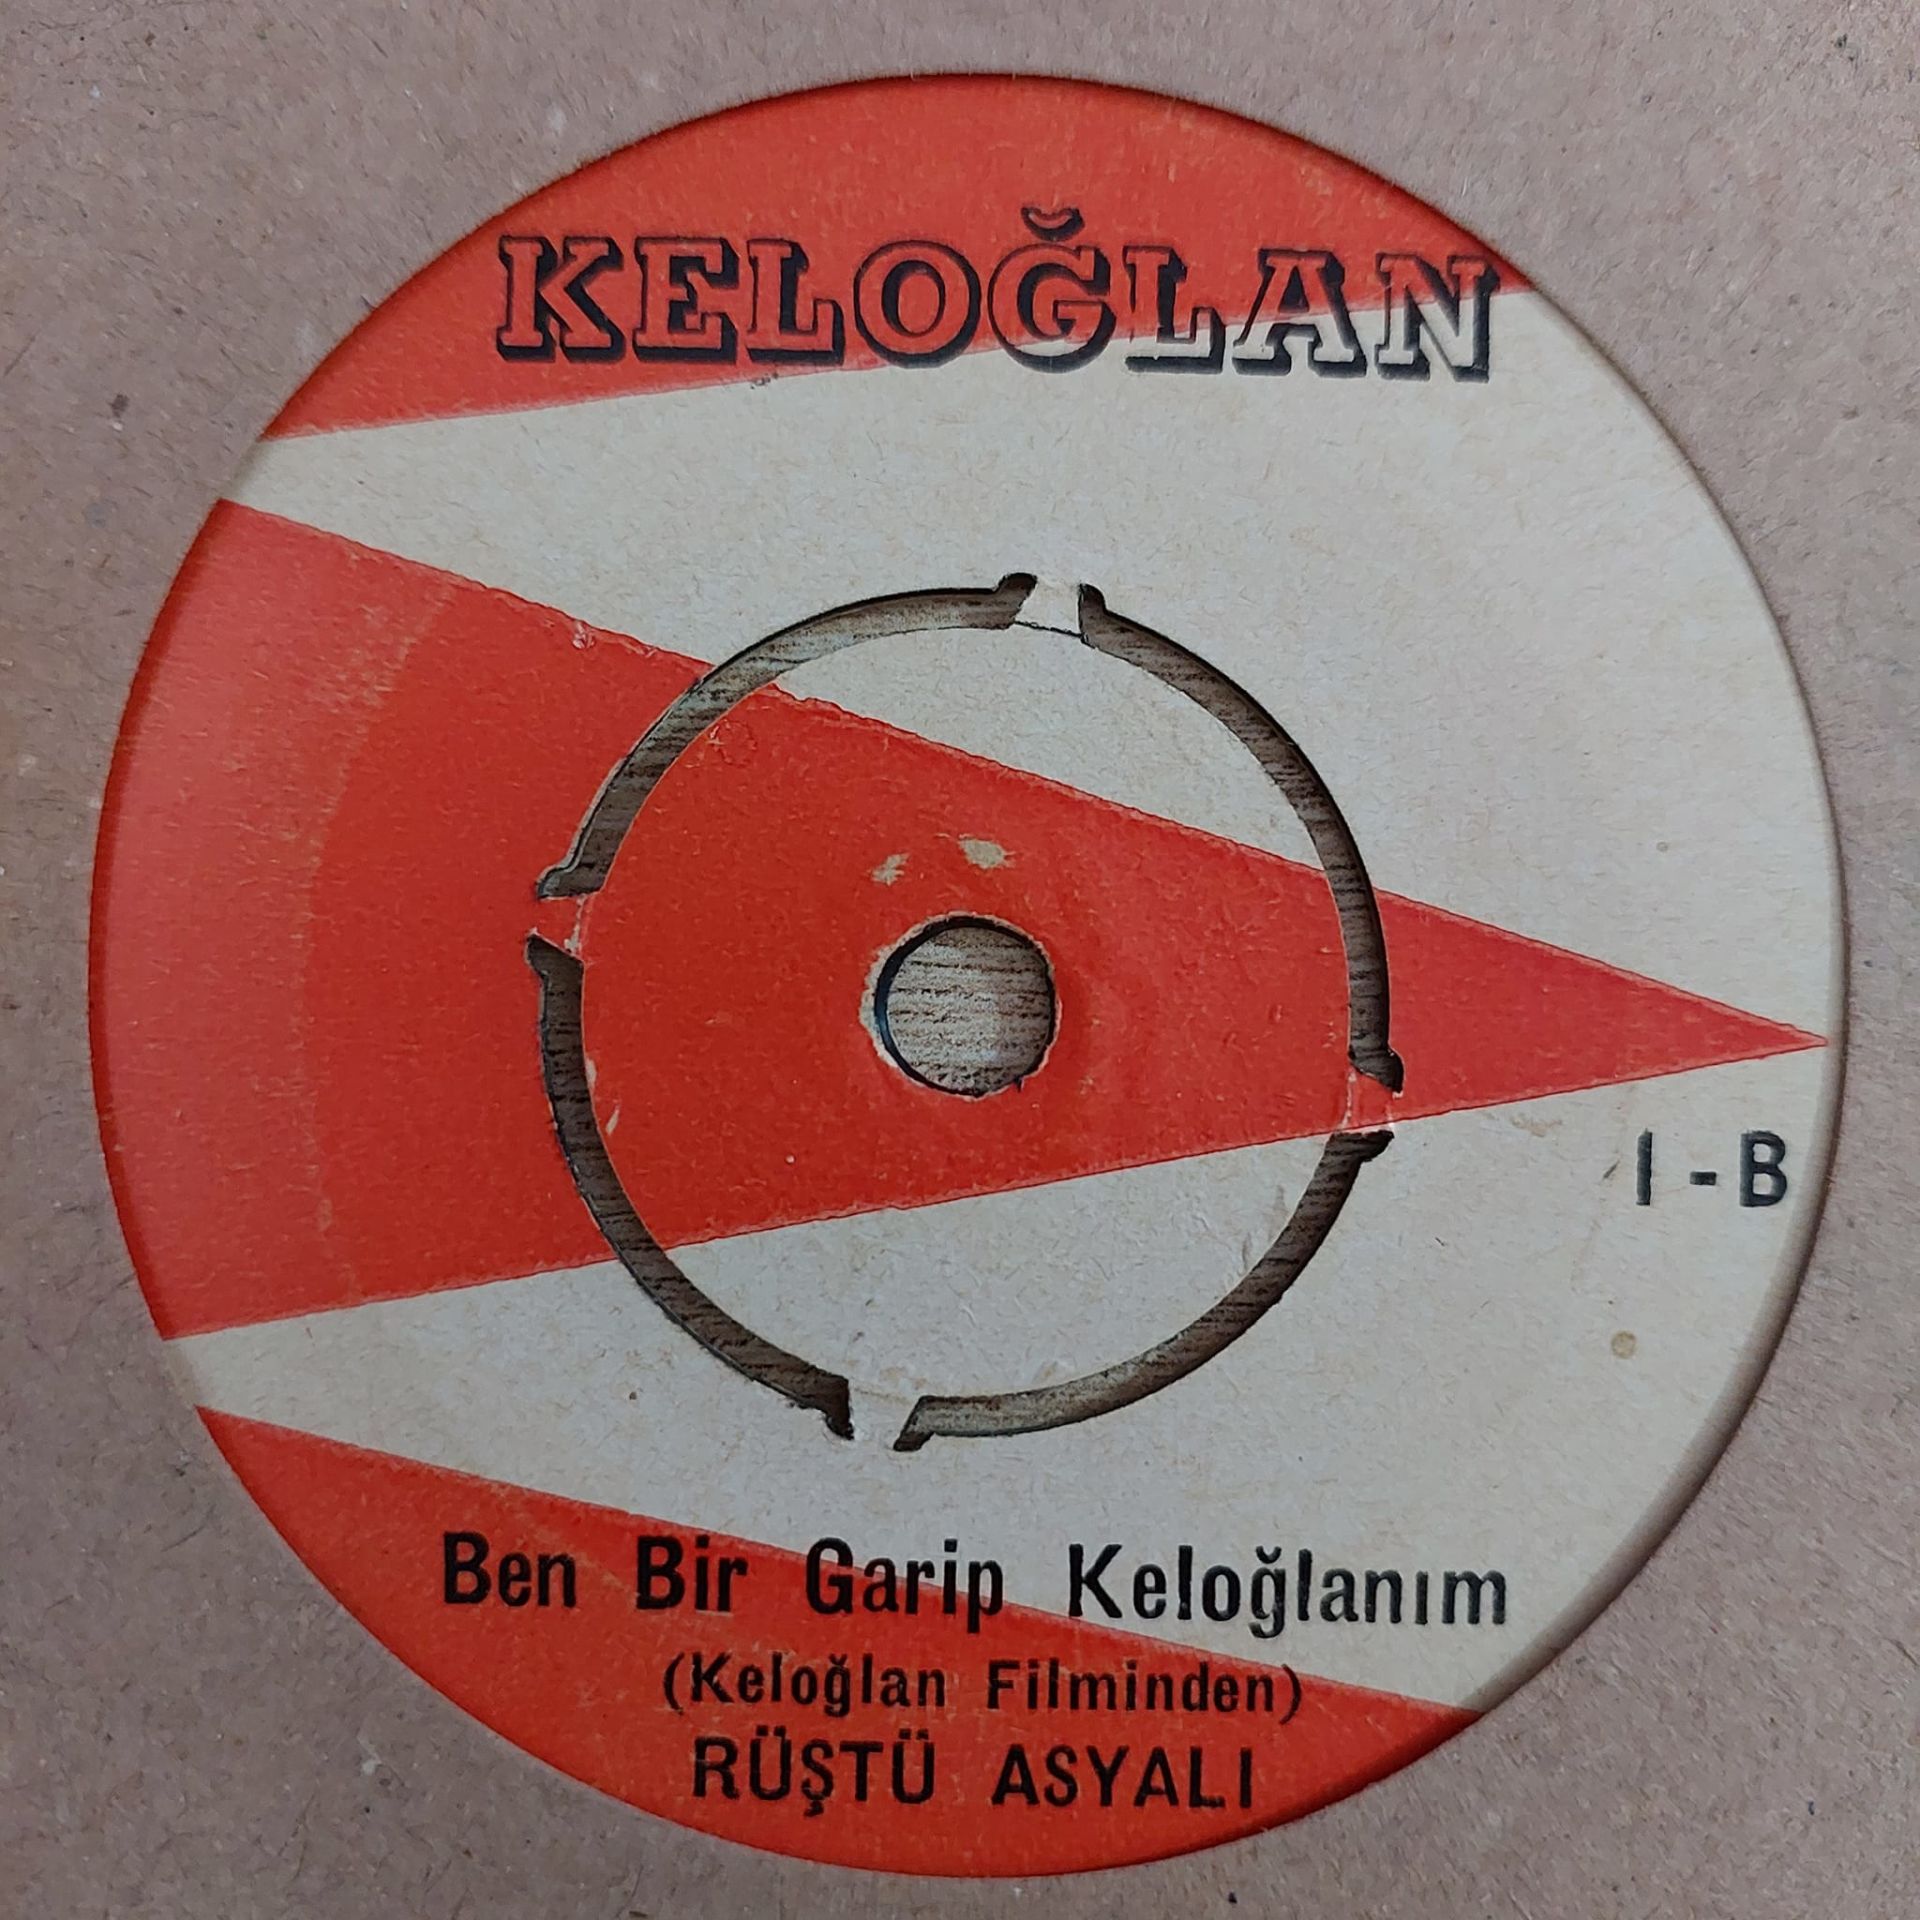 KELOĞLAN
I - B
Ben Bir Garip Keloğlanım
(Keloğlan Filminden)
RÜŞTÜ ASYALI